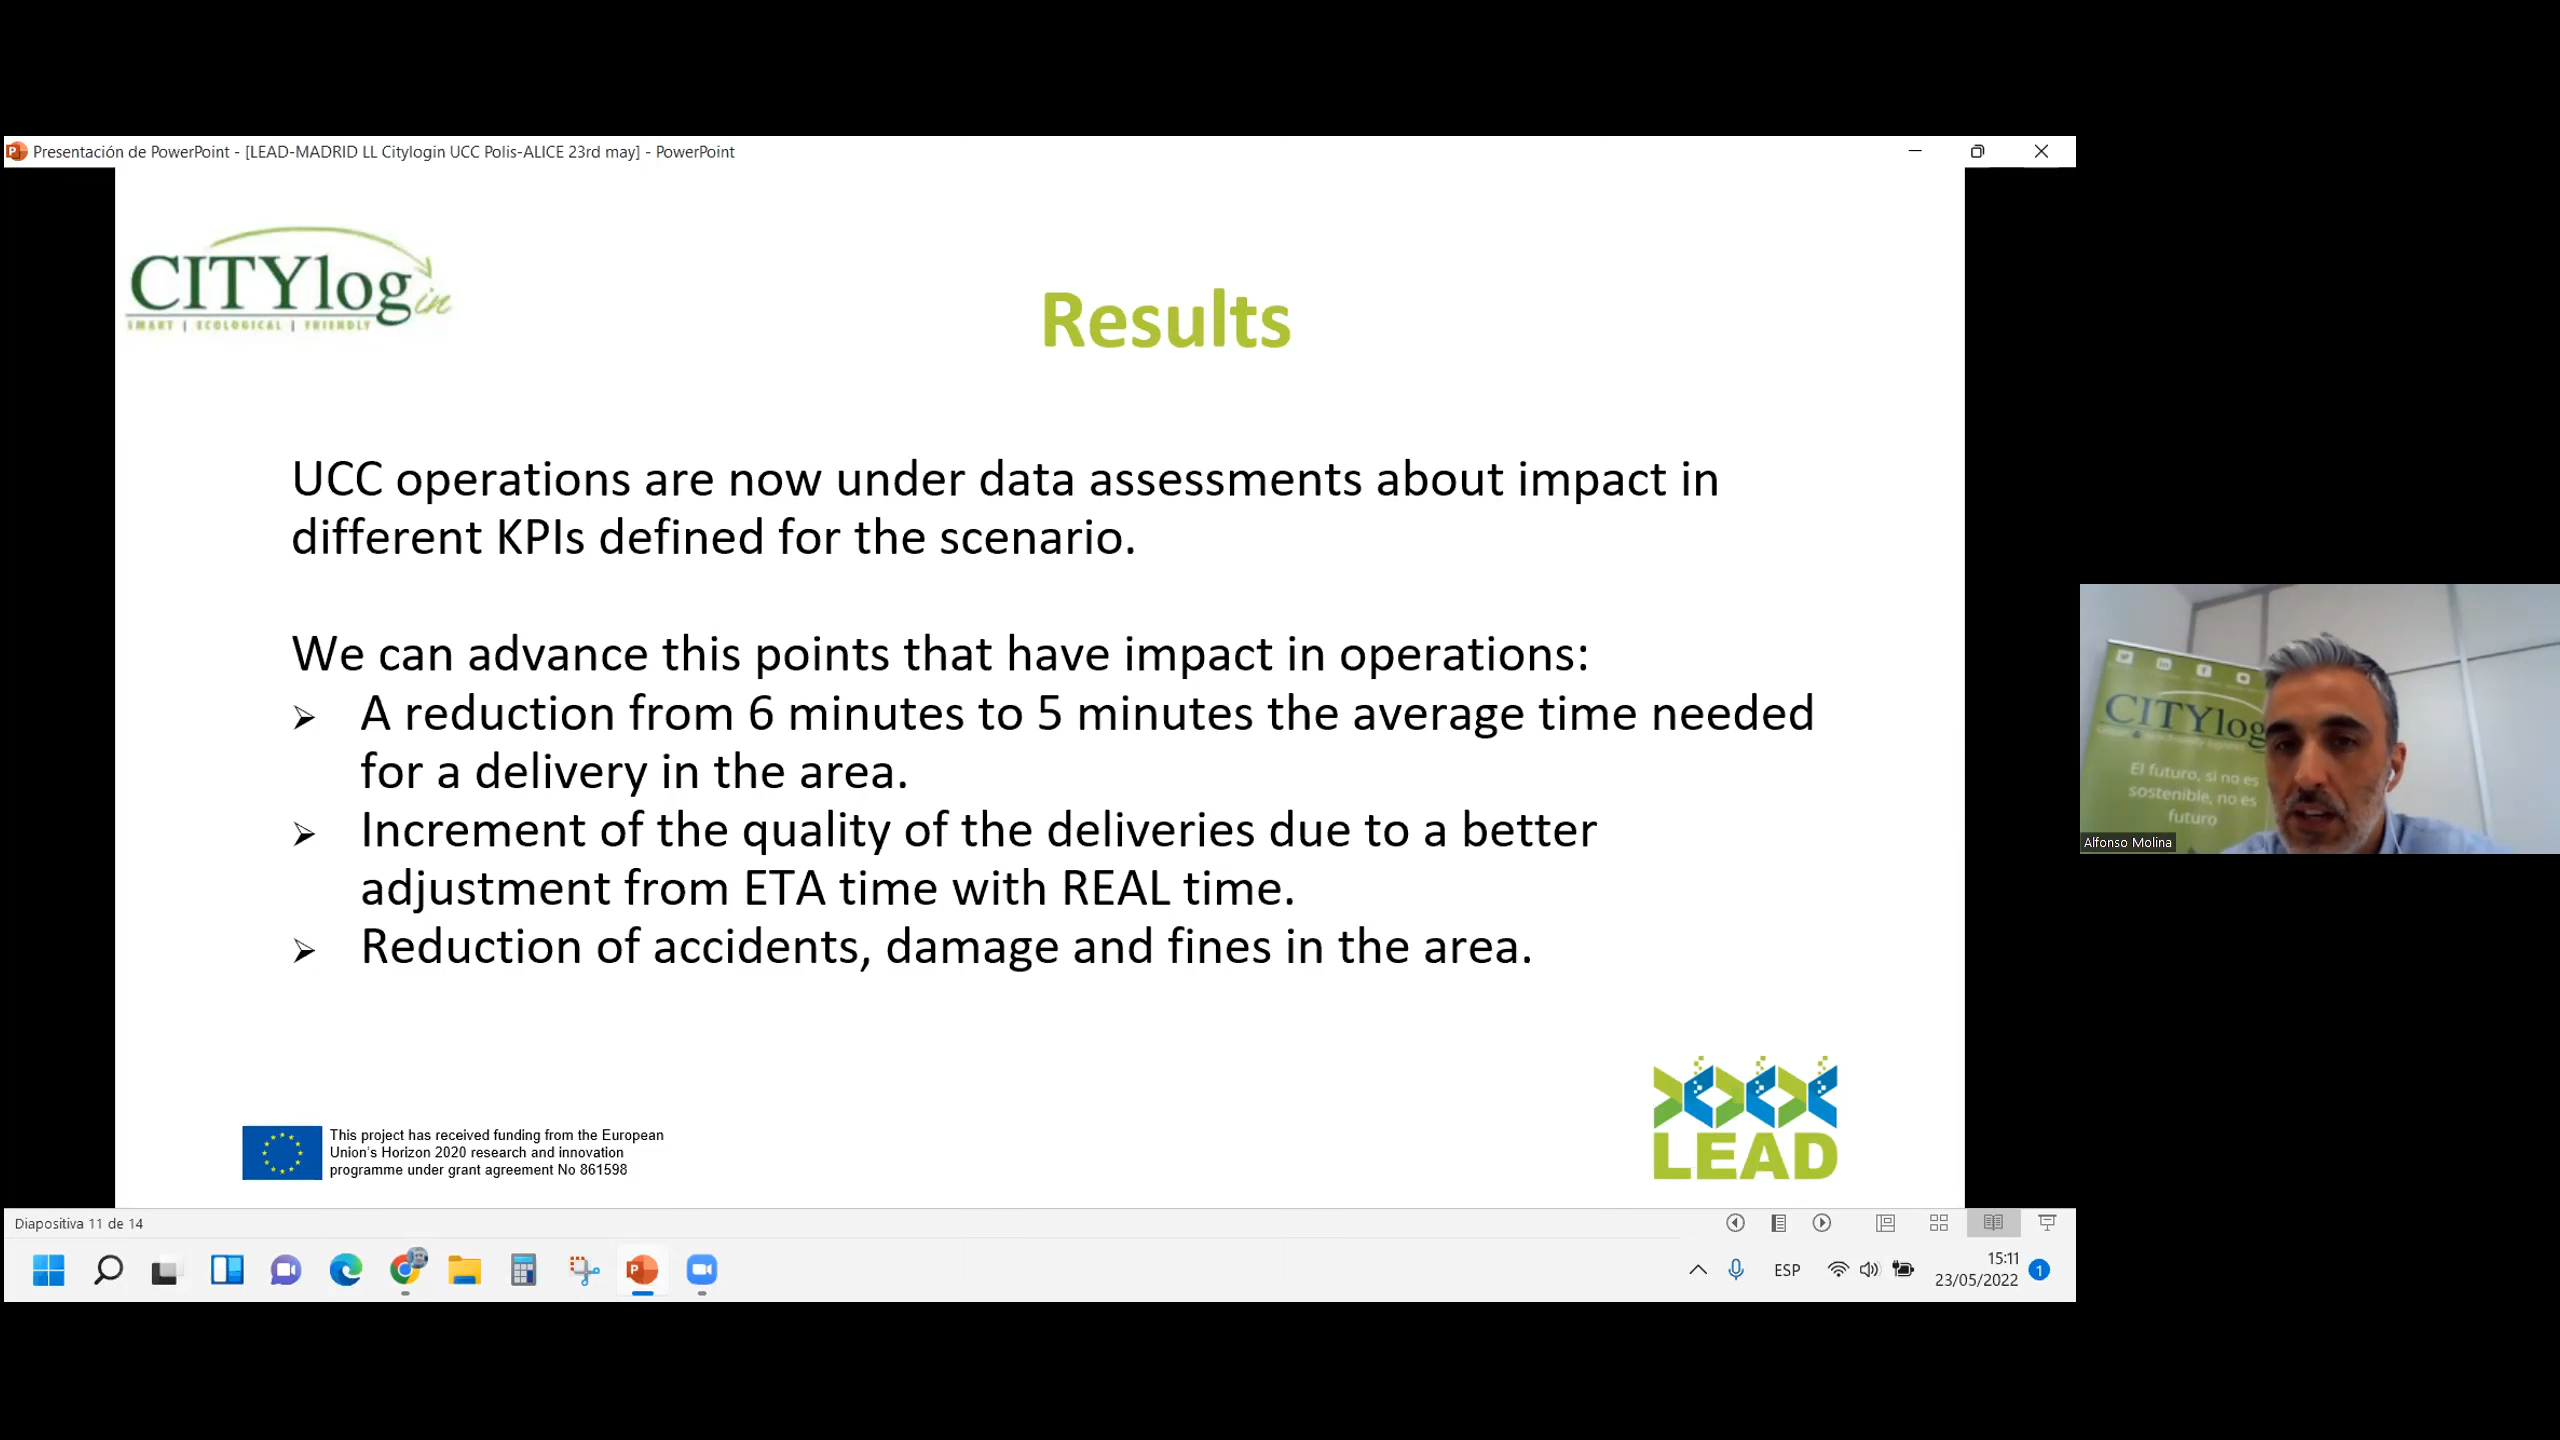 Presentación de PowerPoint - [LEAD-MADRID LL Citylogin UCC Polis-ALICE 23rd may] - PowerPoint
CITYlogin
SMART | ECOLOGICAL | FRIENDLY
Results
UCC operations are now under data assessments about impact in
different KPIs defined for the scenario.
We can advance this points that have impact in operations:
➢ A reduction from 6 minutes to 5 minutes the average time needed
for a delivery in the area.
➢ Increment of the quality of the deliveries due to a better
adjustment from ETA time with REAL time.
➢ Reduction of accidents, damage and fines in the area.
This project has received funding from the European
Union's Horizon 2020 research and innovation
programme under grant agreement No 861598
LEAD
Diapositiva 11 de 14
ESP
15:11
23/05/2022
1
CITYlog
El futuro, si no es
sostenible, no es
futuro
Alfonso Molina